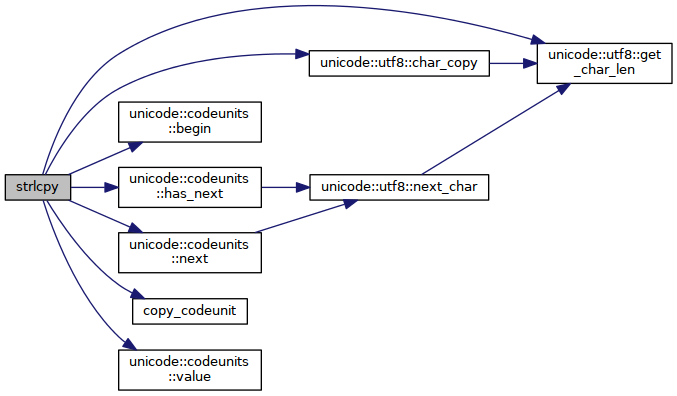 strlcpy
unicode::utf8::get
_char_len
unicode::utf8::char_copy
unicode::codeunits
::begin
unicode::codeunits
::has_next
unicode::utf8::next_char
unicode::codeunits
::next
copy_codeunit
unicode::codeunits
::value